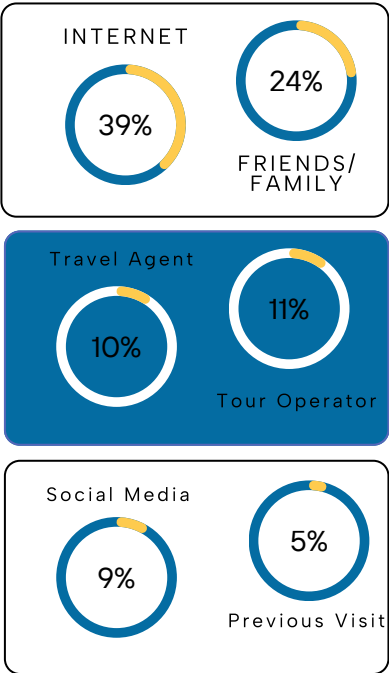 INTERNET
39%
24%
FRIENDS/
FAMILY
Travel Agent
10%
11%
Tour Operator
Social Media
9%
5%
Previous Visit